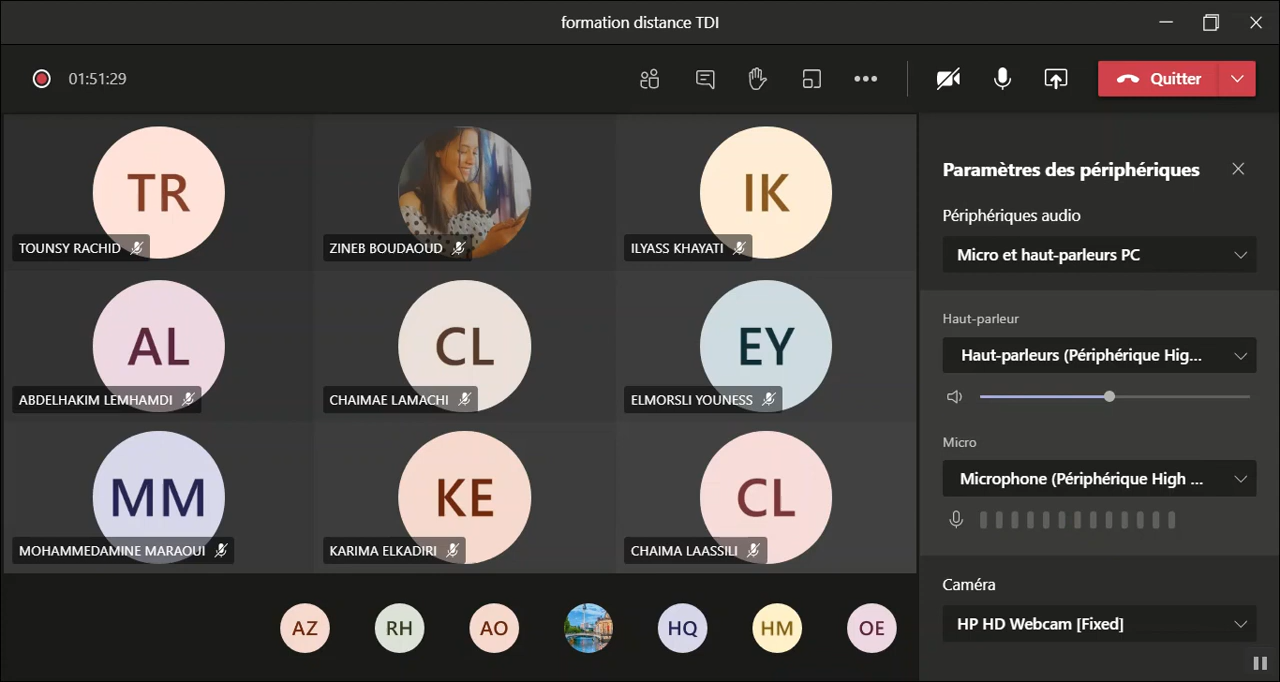 formation distance TDI
01:51:29
Quitter
TR
TOUNSY RACHID
ZINEB BOUDAOUD
IK
ILYASS KHAYATI
AL
ABDELHAKIM LEMHAMDI
CL
CHAIMAE LAMACHI
EY
ELMORSLI YOUNESS
MM
MOHAMMEDAMINE MARAOUI
KE
KARIMA ELKADIRI
CL
CHAIMA LAASSILI
AZ
RH
AO
HQ
HM
OE
Paramètres des périphériques
Périphériques audio
Micro et haut-parleurs PC
Haut-parleur
Haut-parleurs (Périphérique Hig...
Micro
Microphone (Périphérique High ...
Caméra
HP HD Webcam [Fixed]